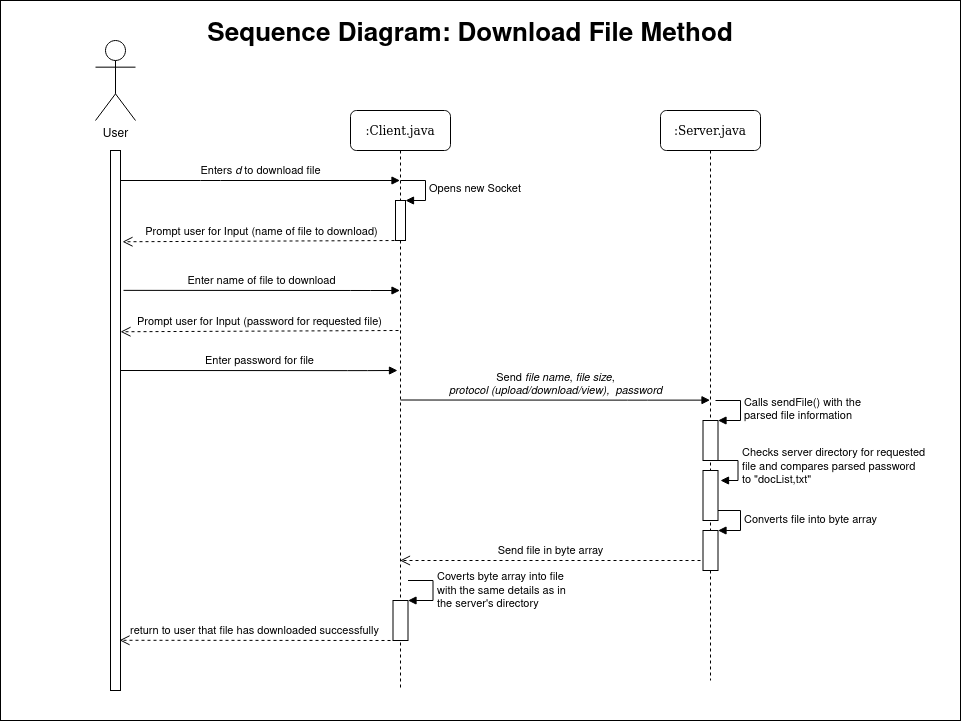 Sequence Diagram: Download File Method
User
:Client.java
:Server.java
Enters d to download file
Opens new Socket
Prompt user for Input (name of file to download)
Enter name of file to download
Prompt user for Input (password for requested file)
Enter password for file
Send file name, file size,
protocol (upload/download/view),  password
Calls sendFile() with the
parsed file information
Checks server directory for requested
file and compares parsed password
to "docList,txt"
Converts file into byte array
Send file in byte array
Coverts byte array into file
with the same details as in
the server's directory
return to user that file has downloaded successfully